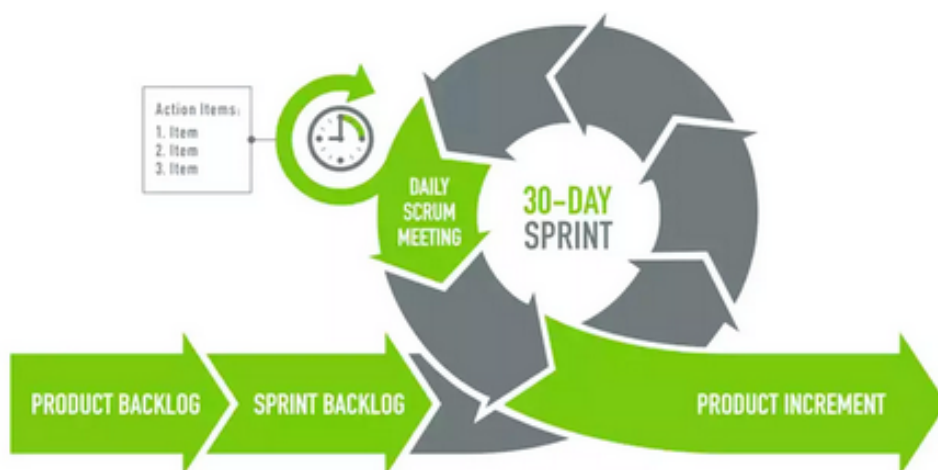 Action Items:
1. Item
2. Item
3. Item
DAILY
SCRUM
MEETING
30-DAY
SPRINT
PRODUCT BACKLOG
SPRINT BACKLOG
PRODUCT INCREMENT